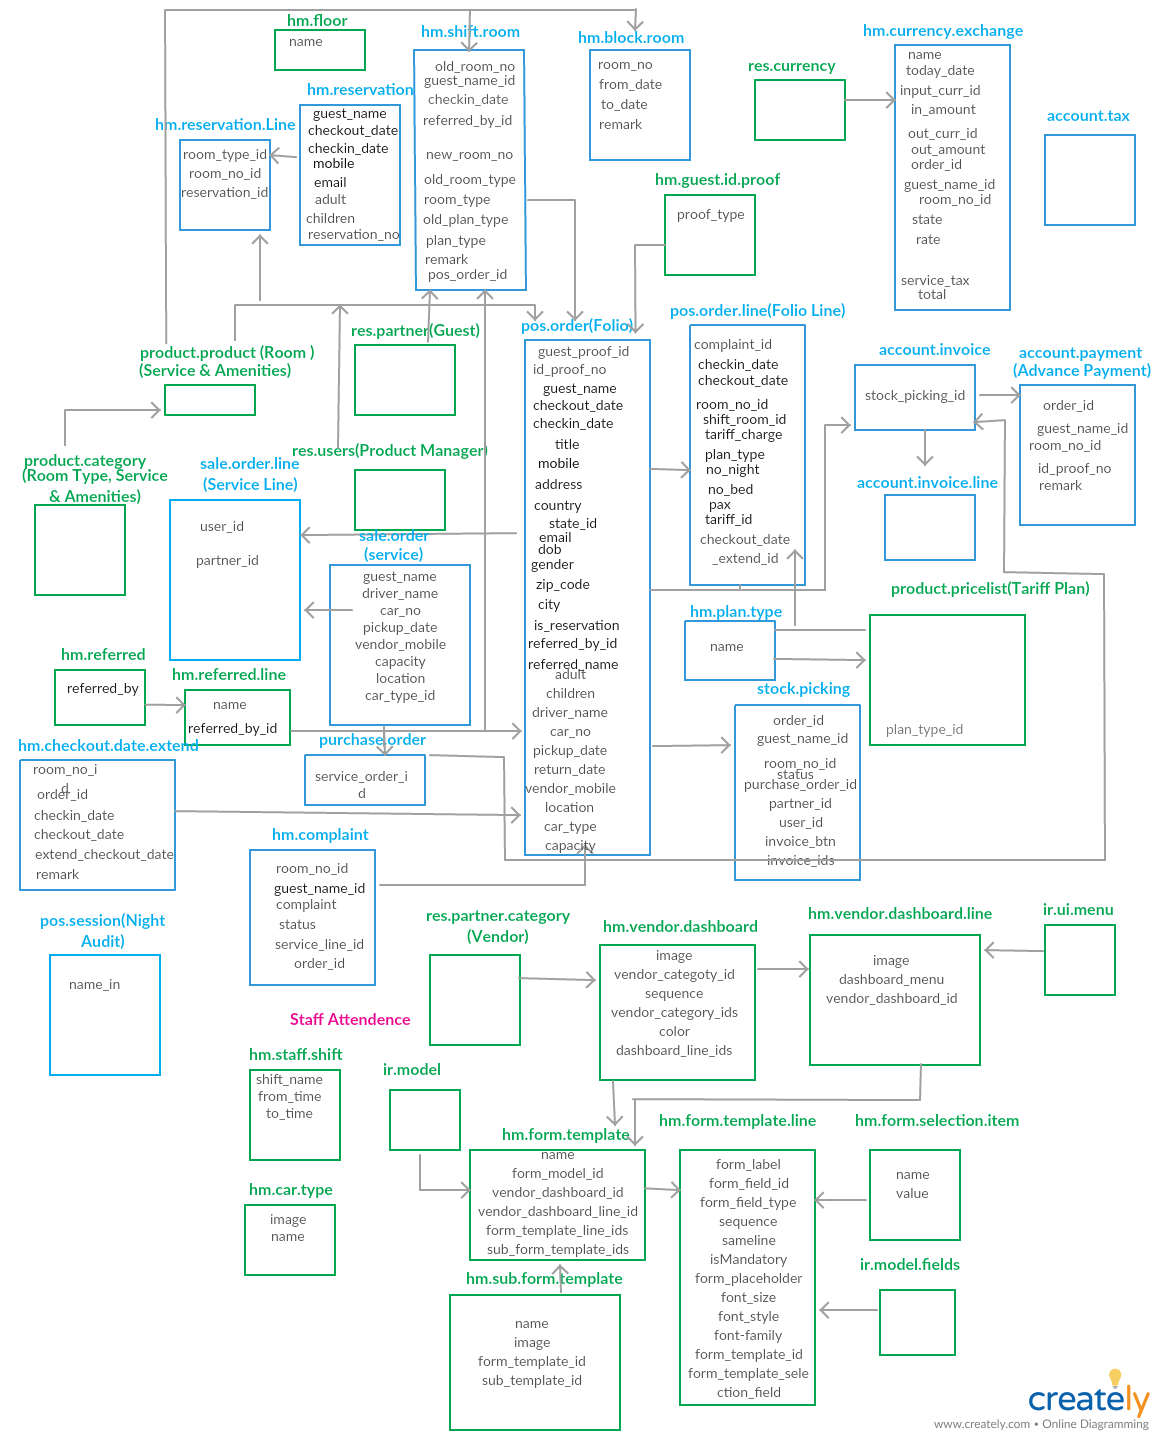 hm.floor
name
hm.shift.room
old_room_no
guest_name_id
checkin_date
referred_by_id
new_room_no
old_room_type
room_type
old_plan_type
plan_type
remark
pos_order_id
hm.block.room
room_no
from_date
to_date
remark
hm.currency.exchange
name
today_date
input_curr_id
in_amount
out_curr_id
out_amount
order_id
guest_name_id
room_no_id
state
rate
service_tax
total
res.currency
account.tax
hm.reservation
guest_name
checkout_date
checkin_date
mobile
email
adult
children
reservation_no
hm.reservation.Line
room_type_id
room_no_id
reservation_id
hm.guest.id.proof
proof_type
product.product (Room )
(Service & Amenities)
res.partner(Guest)
pos.order(Folio)
guest_proof_id
id_proof_no
guest_name
checkout_date
checkin_date
title
mobile
address
country
state_id
email
dob
gender
zip_code
city
is_reservation
referred_by_id
referred_name
adult
children
driver_name
car_no
pickup_date
return_date
vendor_mobile
location
car_type
capacity
pos.order.line(Folio Line)
complaint_id
checkin_date
checkout_date
room_no_id
shift_room_id
tariff_charge
plan_type
no_night
no_bed
pax
tariff_id
checkout_date
_extend_id
account.invoice
stock_picking_id
account.payment
(Advance Payment)
order_id
guest_name_id
room_no_id
id_proof_no
remark
account.invoice.line
product.category
(Room Type, Service
& Amenities)
sale.order.line
(Service Line)
user_id
partner_id
res.users(Product Manager)
sale.order
(service)
guest_name
driver_name
car_no
pickup_date
vendor_mobile
capacity
location
car_type_id
product.pricelist(Tariff Plan)
plan_type_id
hm.plan.type
name
hm.referred
referred_by
hm.referred.line
name
referred_by_id
stock.picking
order_id
guest_name_id
room_no_id
status
purchase_order_id
partner_id
user_id
invoice_btn
invoice_ids
hm.checkout.date.extend
room_no_i
d
order_id
checkin_date
checkout_date
extend_checkout_date
remark
purchase.order
service_order_i
d
hm.complaint
room_no_id
guest_name_id
complaint
status
service_line_id
order_id
pos.session(Night
Audit)
name_in
res.partner.category
(Vendor)
hm.vendor.dashboard
image
vendor_categoty_id
sequence
vendor_category_ids
color
dashboard_line_ids
hm.vendor.dashboard.line
image
dashboard_menu
vendor_dashboard_id
ir.ui.menu
Staff Attendence
hm.staff.shift
shift_name
from_time
to_time
ir.model
hm.form.template
name
form_model_id
vendor_dashboard_id
vendor_dashboard_line_id
form_template_line_ids
sub_form_template_ids
hm.form.template.line
form_label
form_field_id
form_field_type
sequence
sameline
isMandatory
form_placeholder
font_size
font_style
font-family
form_template_id
form_template_sele
ction_field
hm.form.selection.item
name
value
hm.car.type
image
name
ir.model.fields
hm.sub.form.template
name
image
form_template_id
sub_template_id
creately
www.creately.com • Online Diagramming